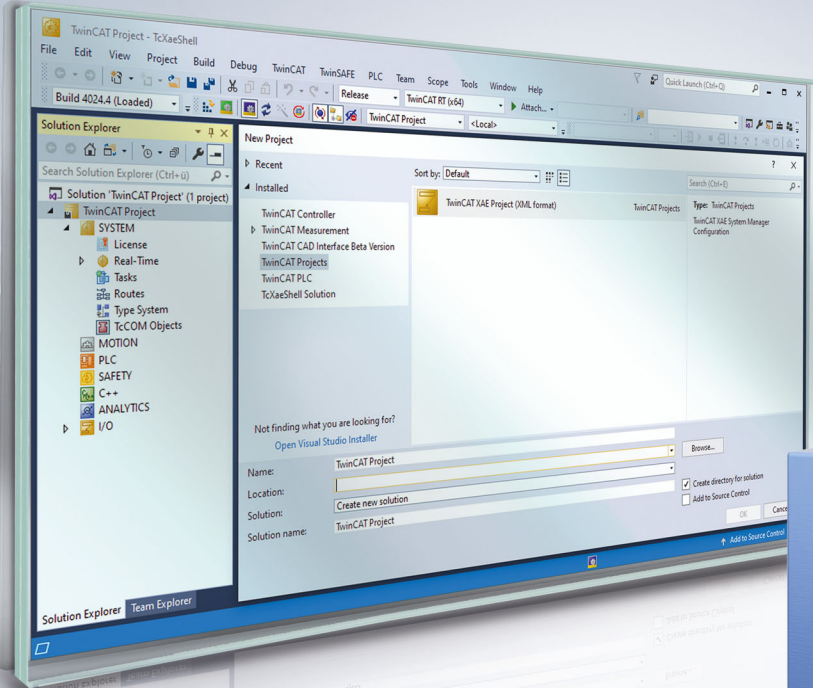 TwinCAT Project - TcXaeShell
Quick Launch (Ctrl+Q)
File Edit View Project Build Debug TwinCAT TwinSAFE PLC Team Scope Tools Window Help
Release TwinCAT RT (x64) Attach...
Build 4024.4 (Loaded) TwinCAT Project <Local>
Solution Explorer
Search Solution Explorer (Ctrl+ü)
Solution 'TwinCAT Project' (1 project)
TwinCAT Project
SYSTEM
License
Real-Time
Tasks
Routes
Type System
TcCOM Objects
MOTION
PLC
SAFETY
C++
ANALYTICS
I/O
Solution Explorer Team Explorer
New Project ? X
Recent
Installed
TwinCAT Controller
TwinCAT Measurement
TwinCAT CAD Interface Beta Version
TwinCAT Projects
TwinCAT PLC
TcXaeShell Solution
Not finding what you are looking for?
Open Visual Studio Installer
Sort by: Default
Search (Ctrl+E)
TwinCAT XAE Project (XML format) TwinCAT Projects
Type: TwinCAT Projects
TwinCAT XAE System Manager
Configuration
Name: TwinCAT Project
Location:
Browse...
Solution: Create new solution
Solution name: TwinCAT Project
Create directory for solution
Add to Source Control
OK Cance
Add to Source Control